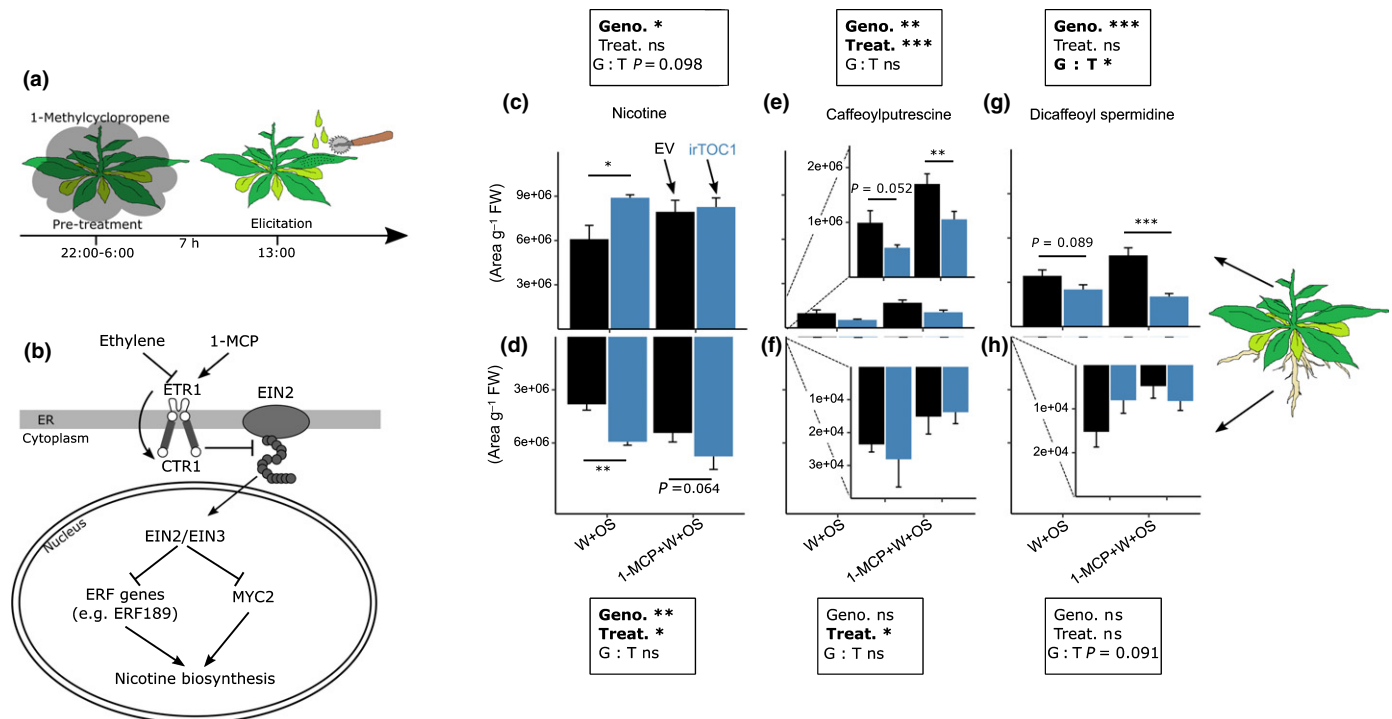 (a)
1-Methylcyclopropene
Pre-treatment
Elicitation
7 h
22:00-6:00
13:00
(b)
Ethylene
1-MCP
ETR1
EIN2
ER
Cytoplasm
CTR1
Nucleus
EIN2/EIN3
ERF genes
(e.g. ERF189)
MYC2
Nicotine biosynthesis
Geno. *
Treat. ns
G : T P = 0.098
(c)
Nicotine
EV
irTOC1
*
(Area g⁻¹ FW)
9e+06
6e+06
3e+06
(d)
(Area g⁻¹ FW)
3e+06
6e+06
**
P = 0.064
W+OS
1-MCP+W+OS
Geno. **
Treat. *
G : T ns
Geno. **
Treat. ***
G : T ns
(e)
Caffeoylputrescine
2e+06
1e+06
P = 0.052
**
(f)
1e+04
2e+04
3e+04
W+OS
1-MCP+W+OS
Geno. ns
Treat. *
G : T ns
Geno. ***
Treat. ns
G : T *
(g)
Dicaffeoyl spermidine
P = 0.089
***
(h)
1e+04
2e+04
W+OS
1-MCP+W+OS
Geno. ns
Treat. ns
G : T P = 0.091